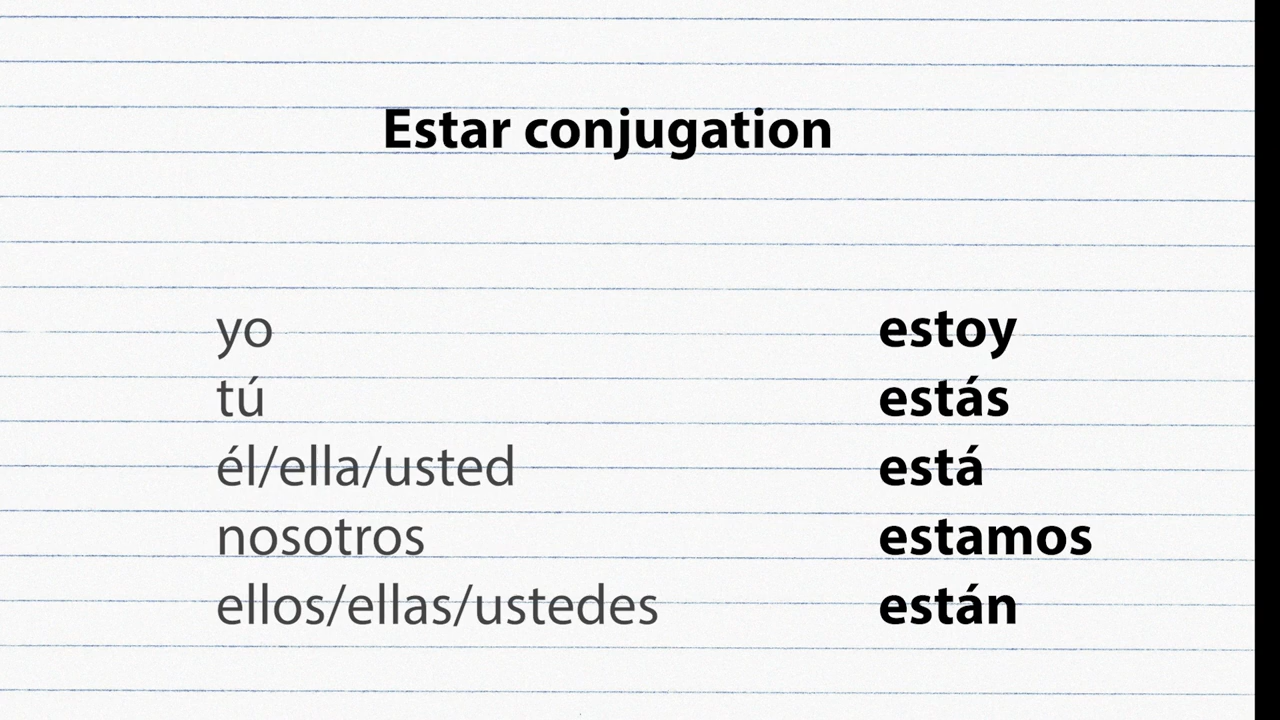 Estar conjugation
yo estoy
tú estás
él/ella/usted está
nosotros estamos
ellos/ellas/ustedes están